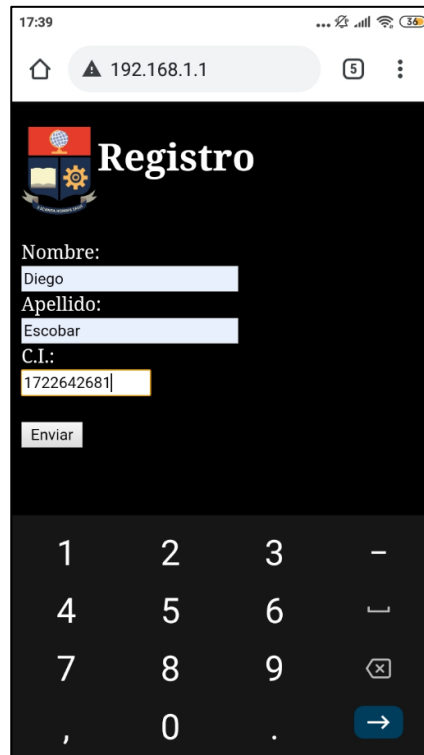 17:39
... 36
192.168.1.1
5
Registro
Nombre:
Diego
Apellido:
Escobar
C.I.:
1722642681
Enviar
1 2 3 –
4 5 6
7 8 9
, 0 .